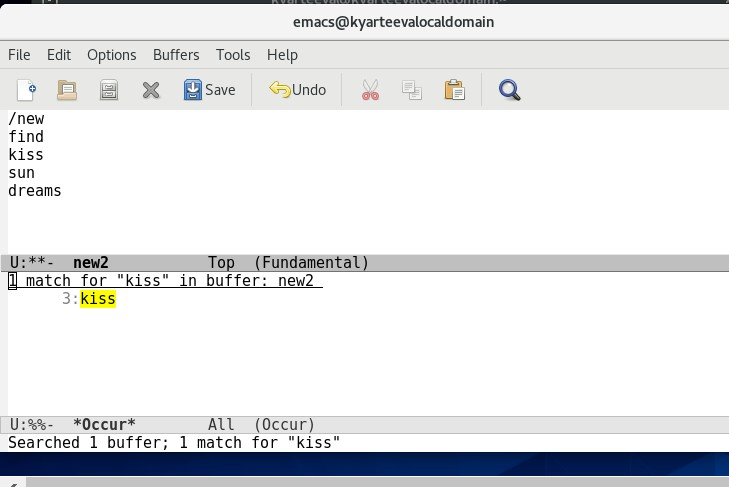 emacs@kyarteevalocaldomain
File Edit Options Buffers Tools Help
Save Undo
/new
find
kiss
sun
dreams
U:**-  new2           Top  (Fundamental)
1 match for "kiss" in buffer: new2
3:kiss
U:%%-  *Occur*        All  (Occur)
Searched 1 buffer; 1 match for "kiss"